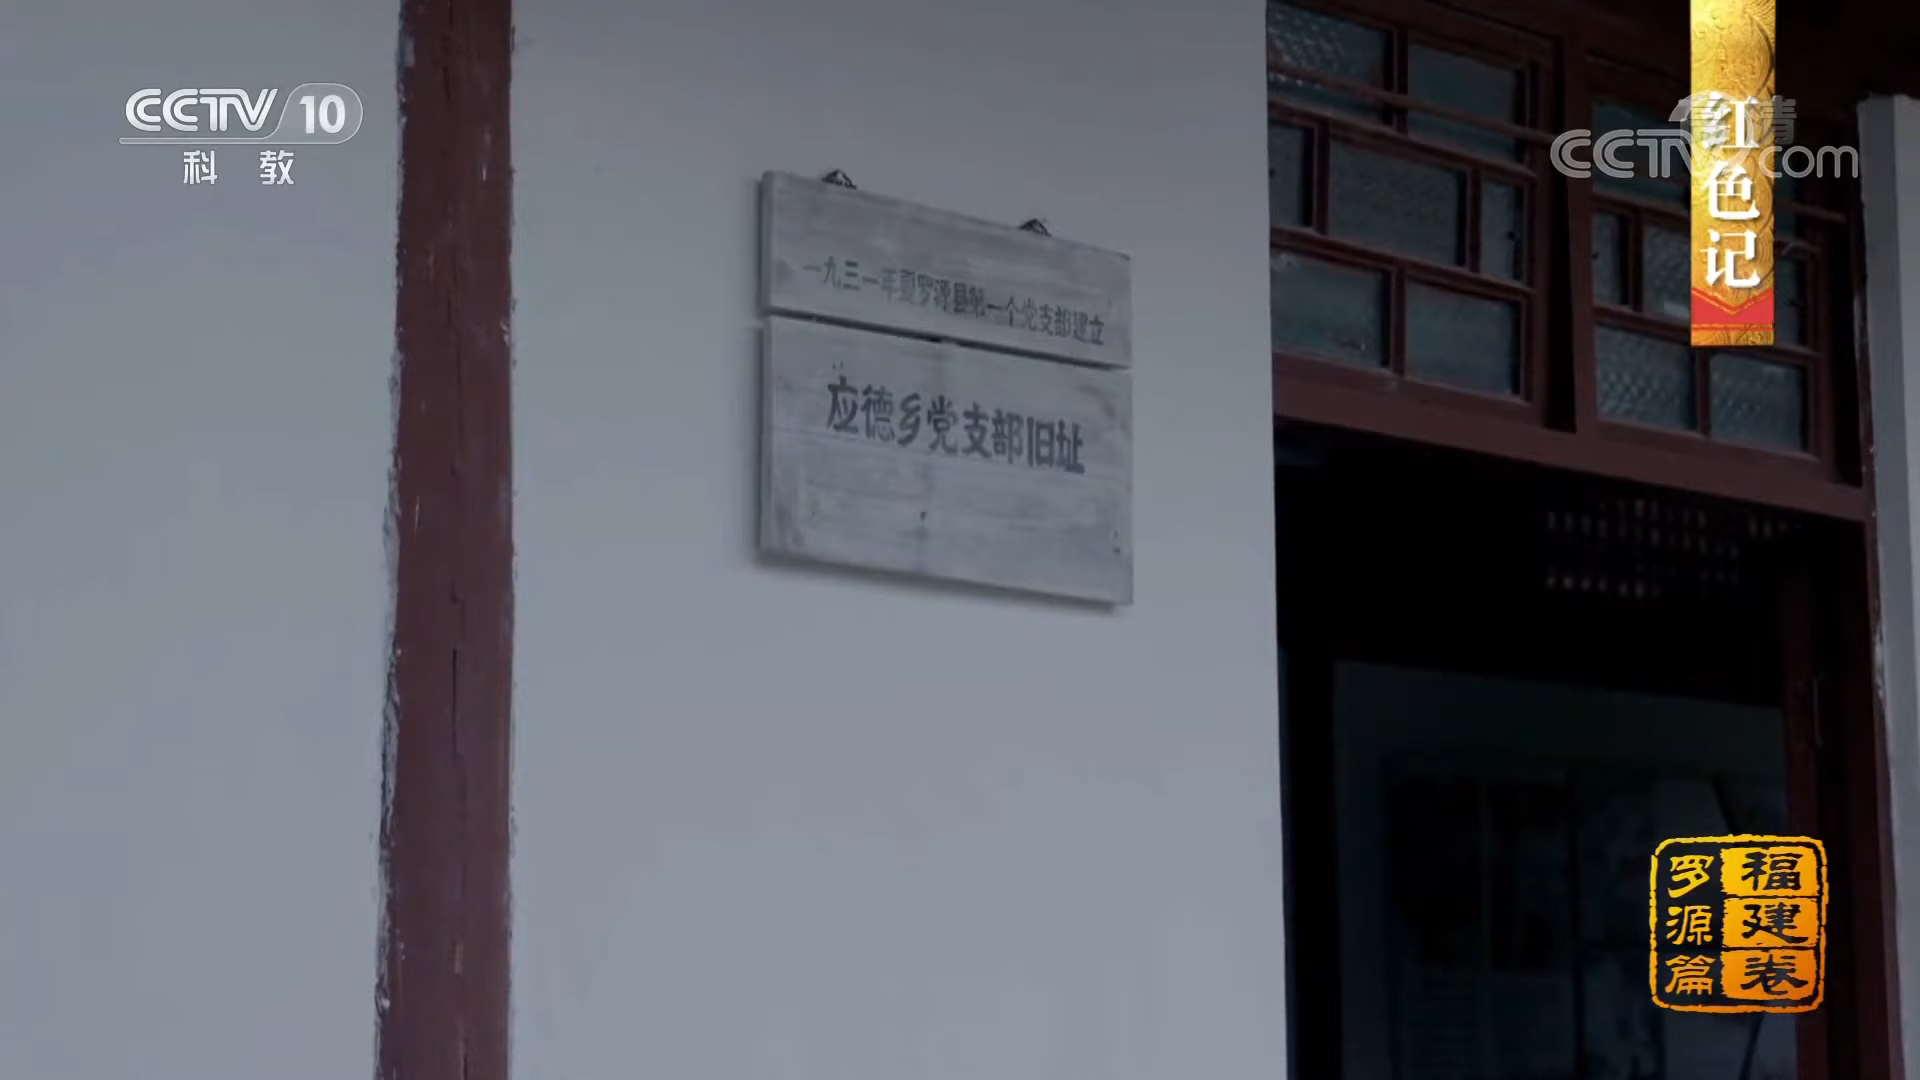 CCTV 10
科 教
红色记
高清
CCTV.com
一九三一年夏罗源县第一个党支部建立
应德乡党支部旧址
福建卷
罗源篇